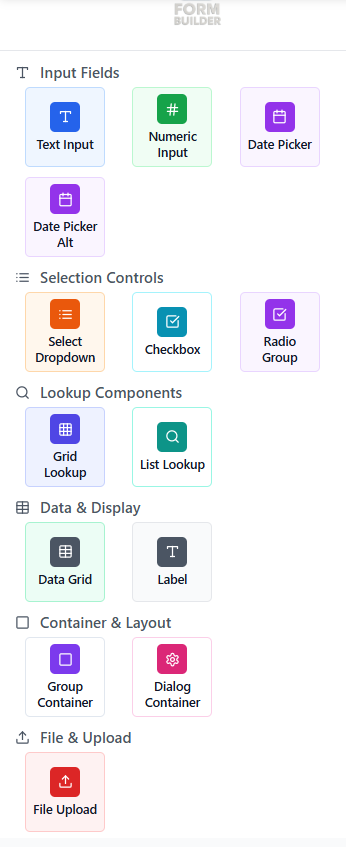 FORM
BUILDER
Input Fields
Text Input
Numeric
Input
Date Picker
Date Picker
Alt
Selection Controls
Select
Dropdown
Checkbox
Radio
Group
Lookup Components
Grid
Lookup
List Lookup
Data & Display
Data Grid
Label
Container & Layout
Group
Container
Dialog
Container
File & Upload
File Upload